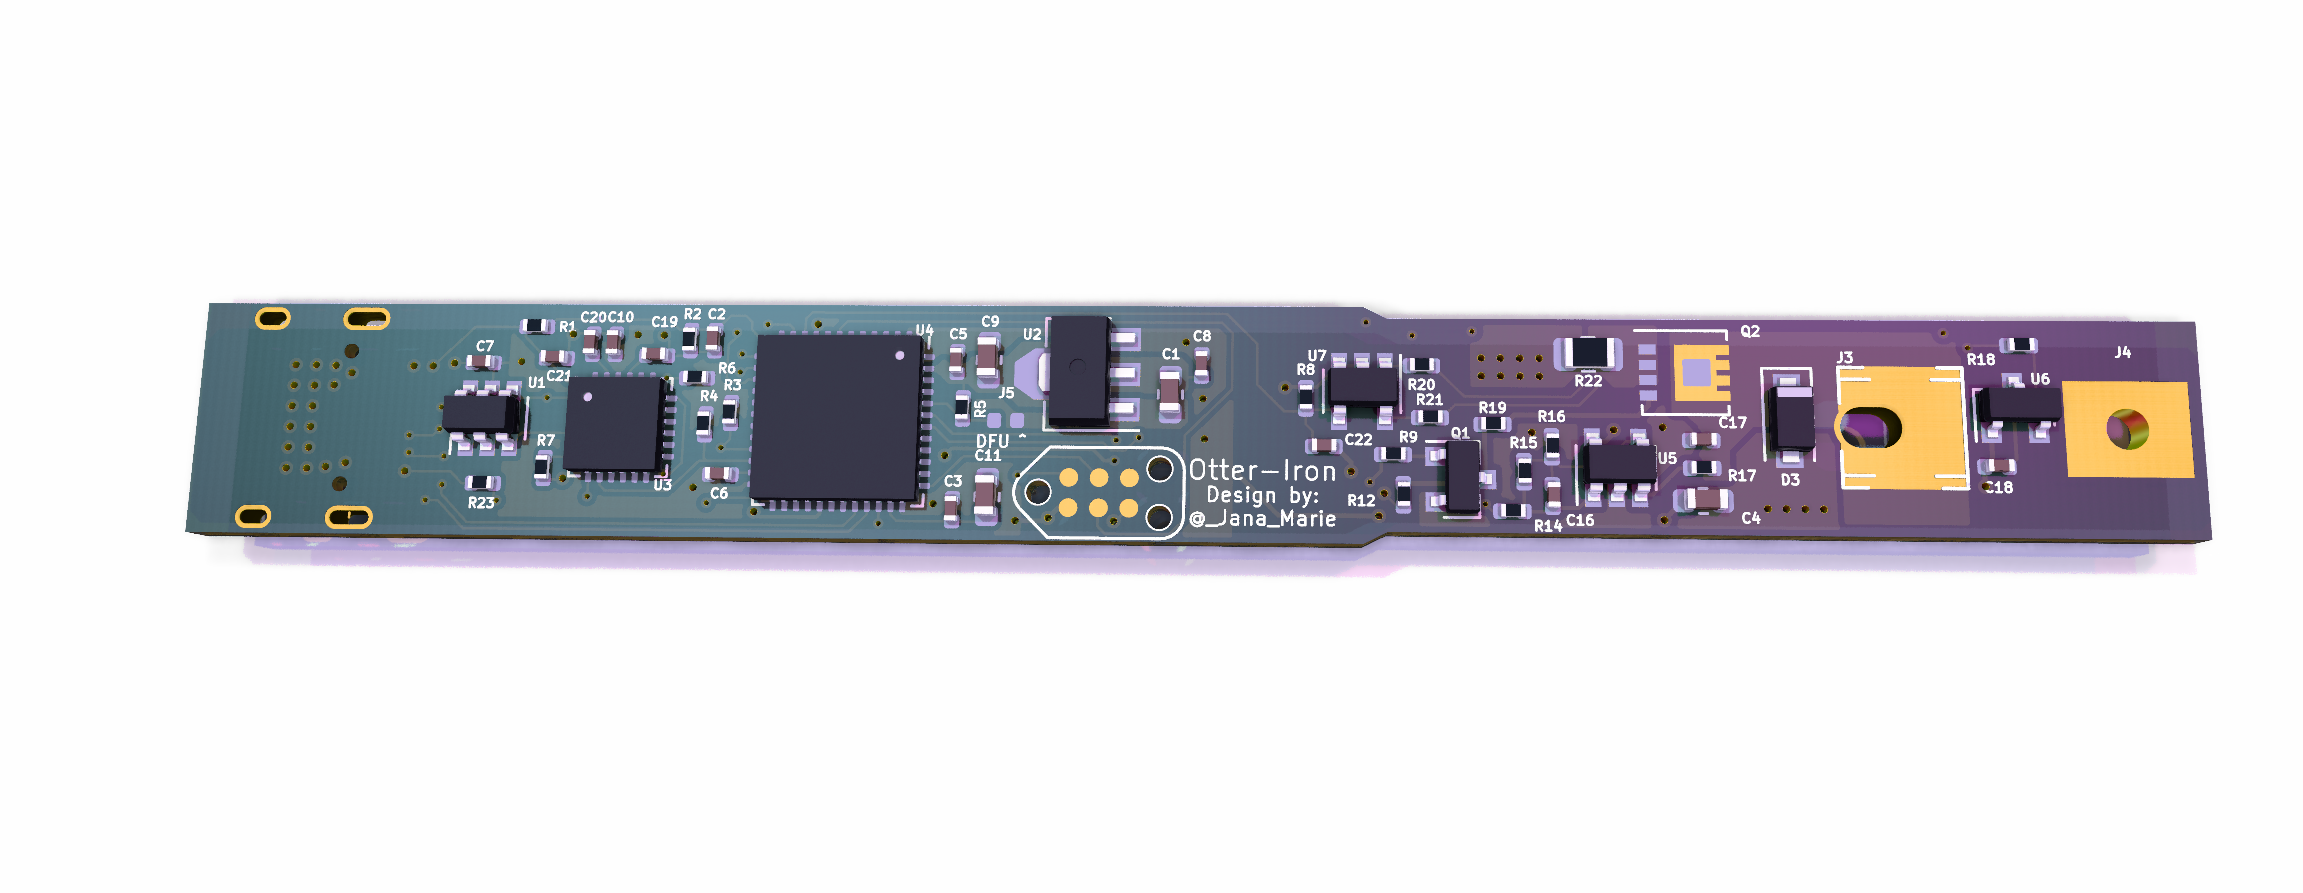 C7
R1
C20
C10
C19
R2
C2
C21
U1
R6
R3
R4
R7
U3
C6
R23
U4
C5
C9
U2
J5
R5
DFU ^
C11
C3
C1
C8
Otter-Iron
Design by:
@_Jana_Marie
U7
R8
R20
R21
C22
R9
R12
Q1
R19
R15
R16
R14
C16
U5
R22
Q2
C17
R17
C4
D3
J3
R18
U6
C18
J4